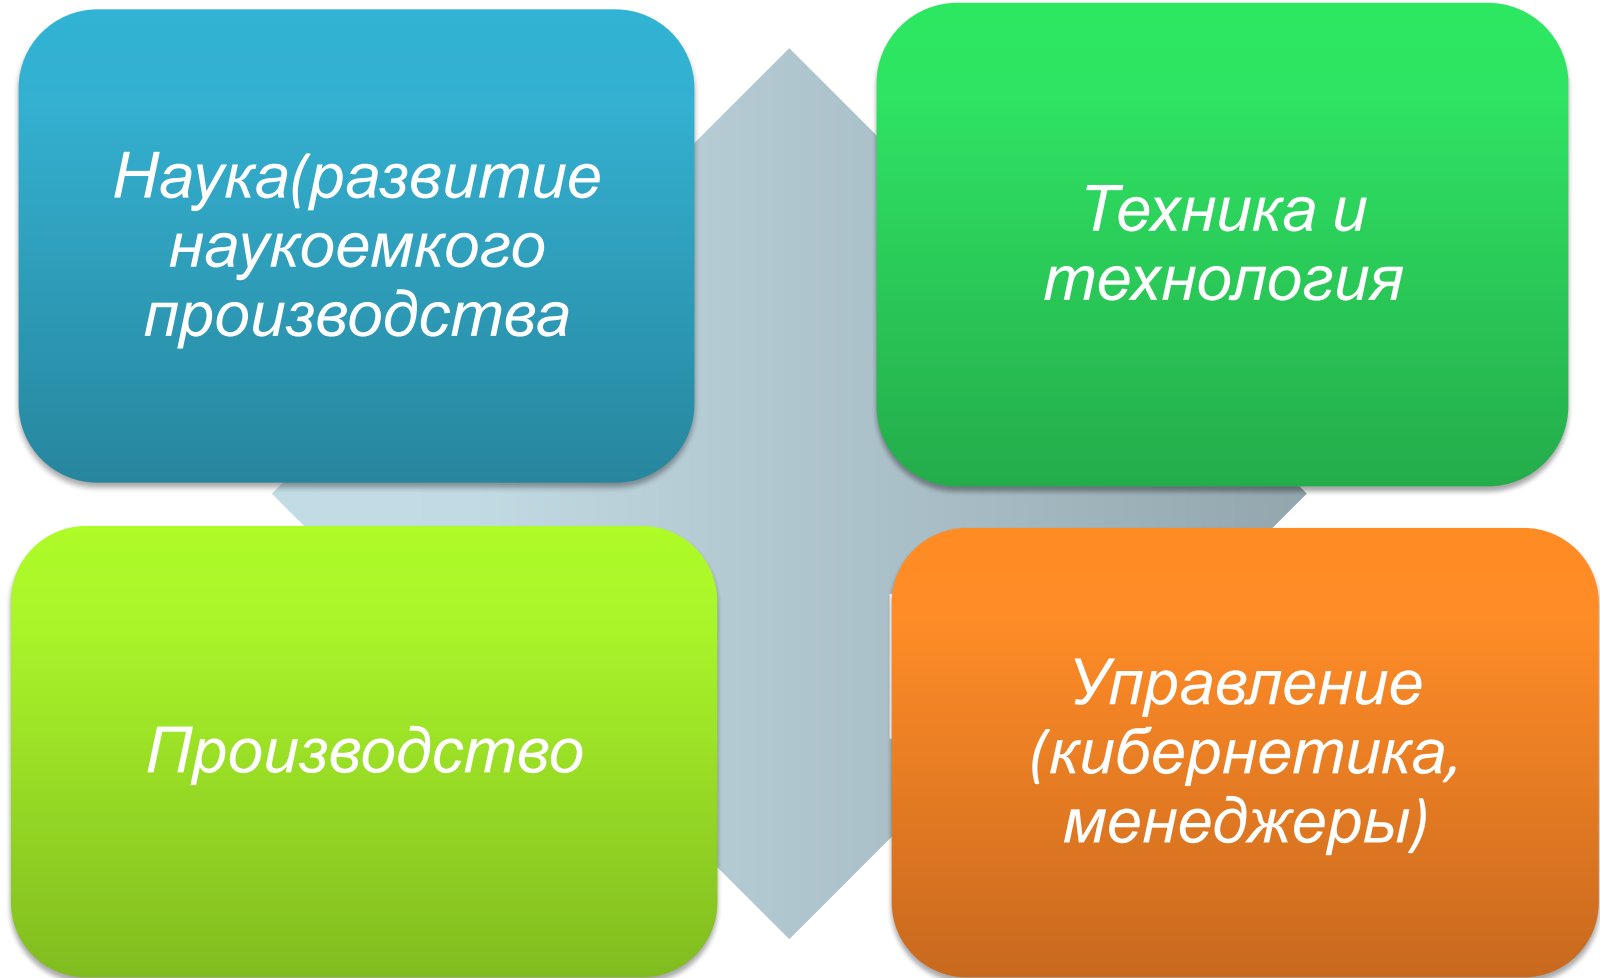 Наука(развитие
наукоемкого
производства
Техника и
технология
Производство
Управление
(кибернетика,
менеджеры)